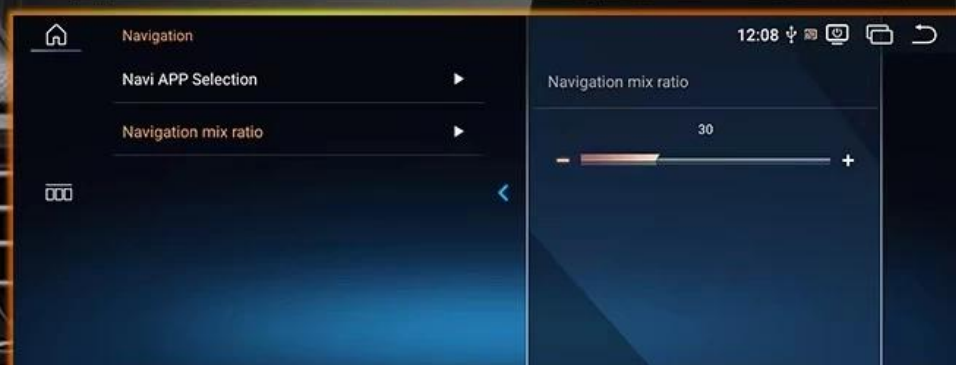 Navigation
12:08
Navi APP Selection
Navigation mix ratio
Navigation mix ratio
30
- +